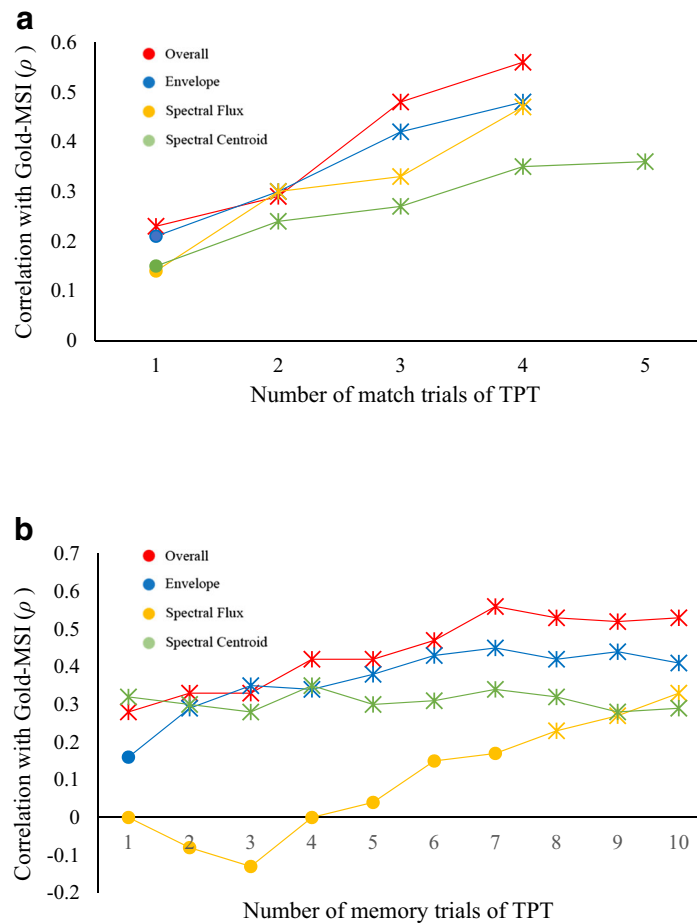 a
0.6
0.5
0.4
0.3
0.2
0.1
0
Correlation with Gold-MSI (ρ)
Overall
Envelope
Spectral Flux
Spectral Centroid
1 2 3 4 5
Number of match trials of TPT
b
0.7
0.6
0.5
0.4
0.3
0.2
0.1
0
-0.1
-0.2
Correlation with Gold-MSI (ρ)
Overall
Envelope
Spectral Flux
Spectral Centroid
1 2 3 4 5 6 7 8 9 10
Number of memory trials of TPT